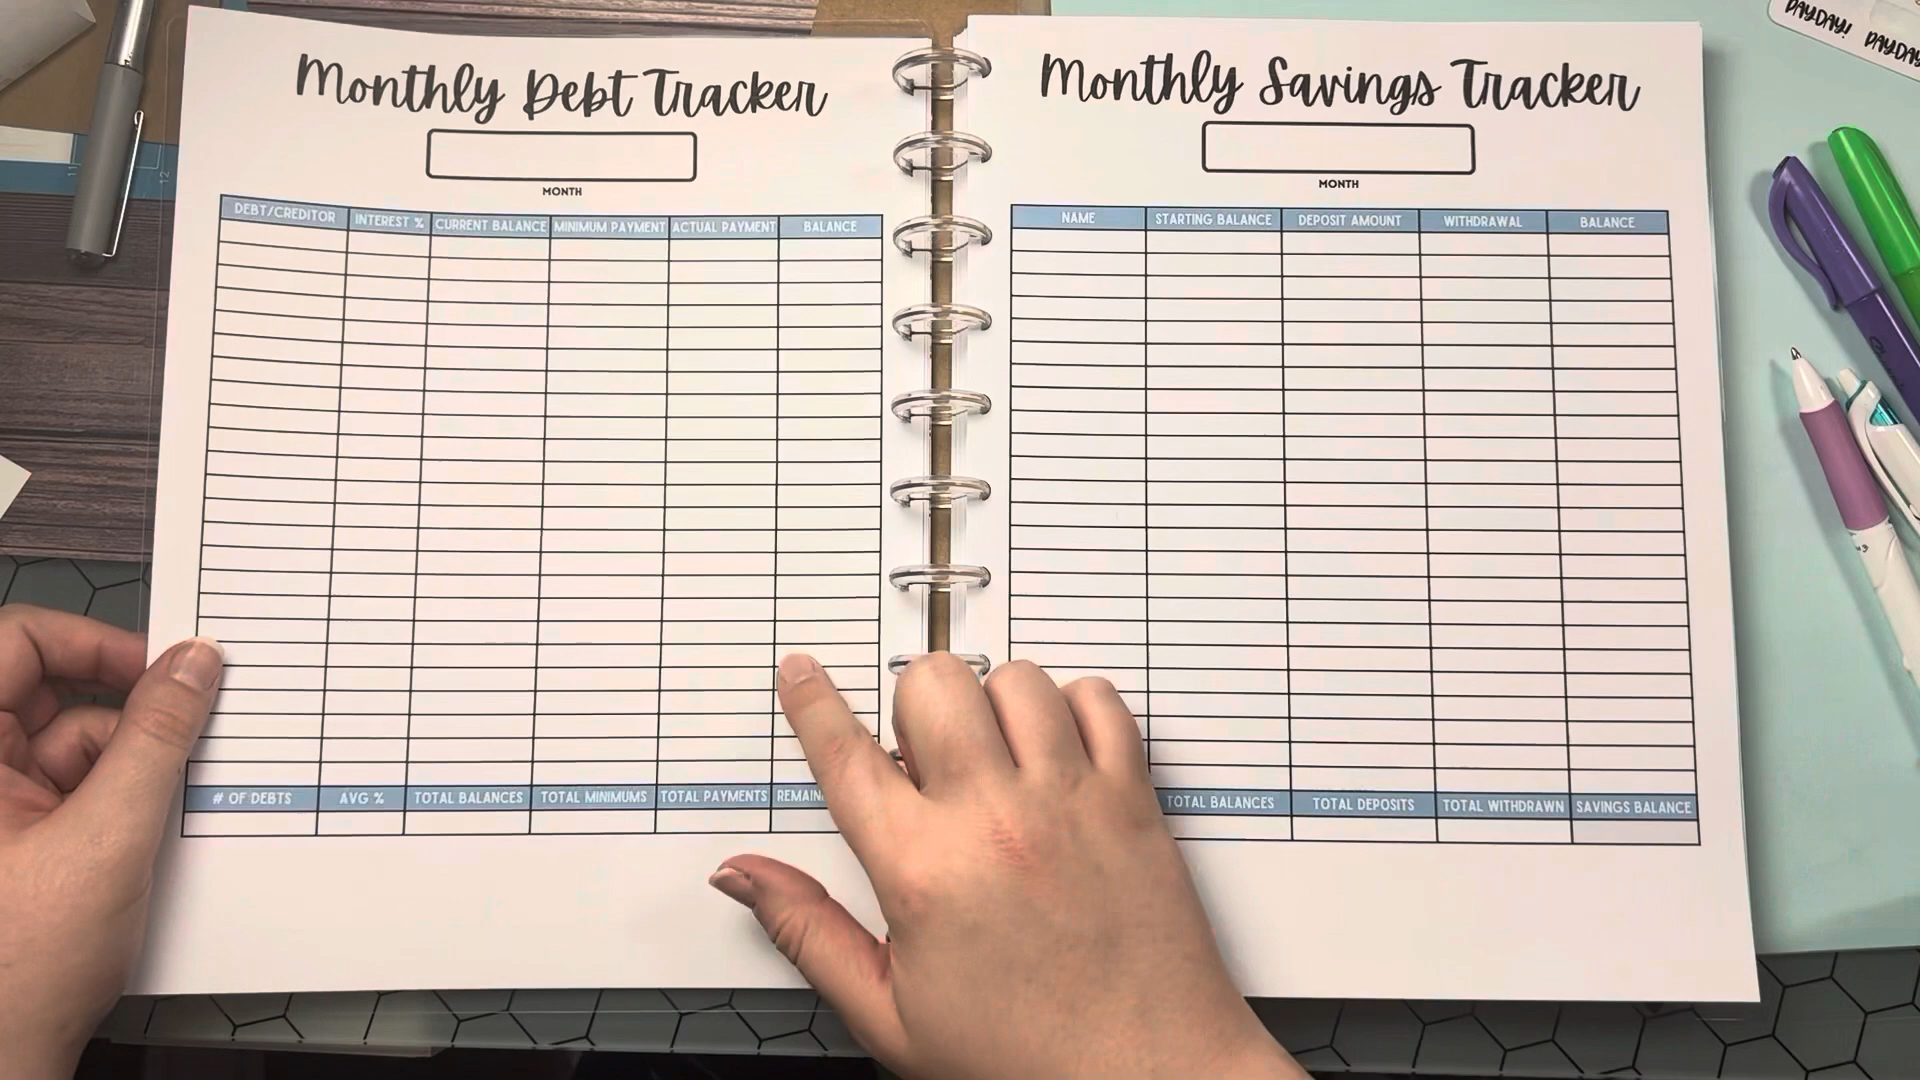 Monthly Debt Tracker
MONTH
DEBT/CREDITOR INTEREST % CURRENT BALANCE MINIMUM PAYMENT ACTUAL PAYMENT BALANCE
# OF DEBTS AVG % TOTAL BALANCES TOTAL MINIMUMS TOTAL PAYMENTS
Monthly Savings Tracker
MONTH
NAME STARTING BALANCE DEPOSIT AMOUNT WITHDRAWAL BALANCE
TOTAL BALANCES TOTAL DEPOSITS TOTAL WITHDRAWN SAVINGS BALANCE
PAYDAY! PAYDAY
11 12